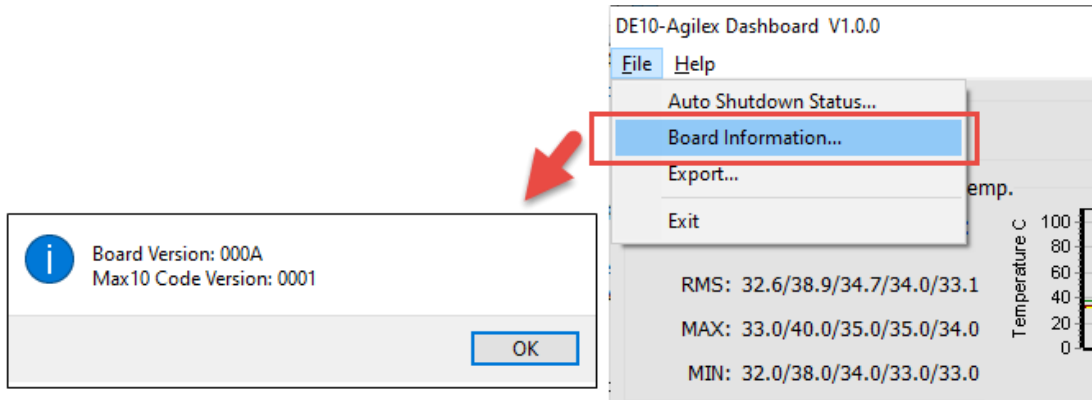 DE10-Agilex Dashboard V1.0.0
File Help
Auto Shutdown Status...
Board Information...
Export...
Exit
emp.
RMS: 32.6/38.9/34.7/34.0/33.1
MAX: 33.0/40.0/35.0/35.0/34.0
MIN: 32.0/38.0/34.0/33.0/33.0
Temperature C
100
80
60
40
20
0
Board Version: 000A
Max10 Code Version: 0001
OK